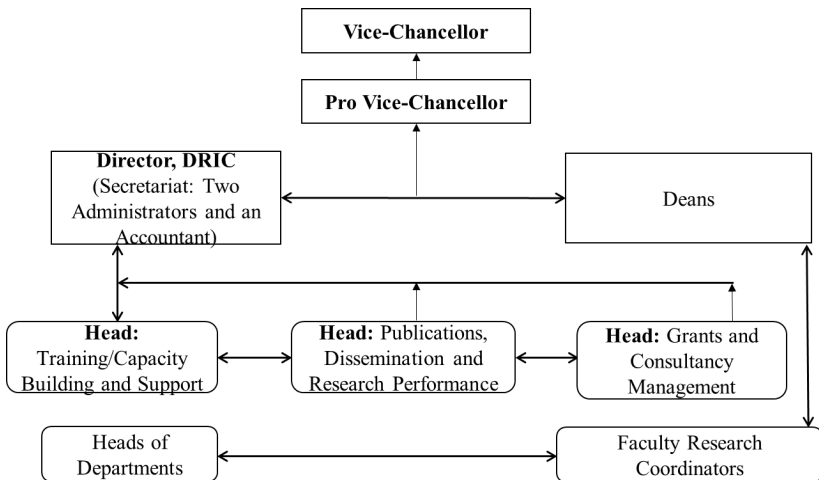 Vice-Chancellor
Pro Vice-Chancellor
Director, DRIC
(Secretariat: Two
Administrators and an
Accountant)
Deans
Head:
Training/Capacity
Building and Support
Head: Publications,
Dissemination and
Research Performance
Head: Grants and
Consultancy
Management
Heads of
Departments
Faculty Research
Coordinators